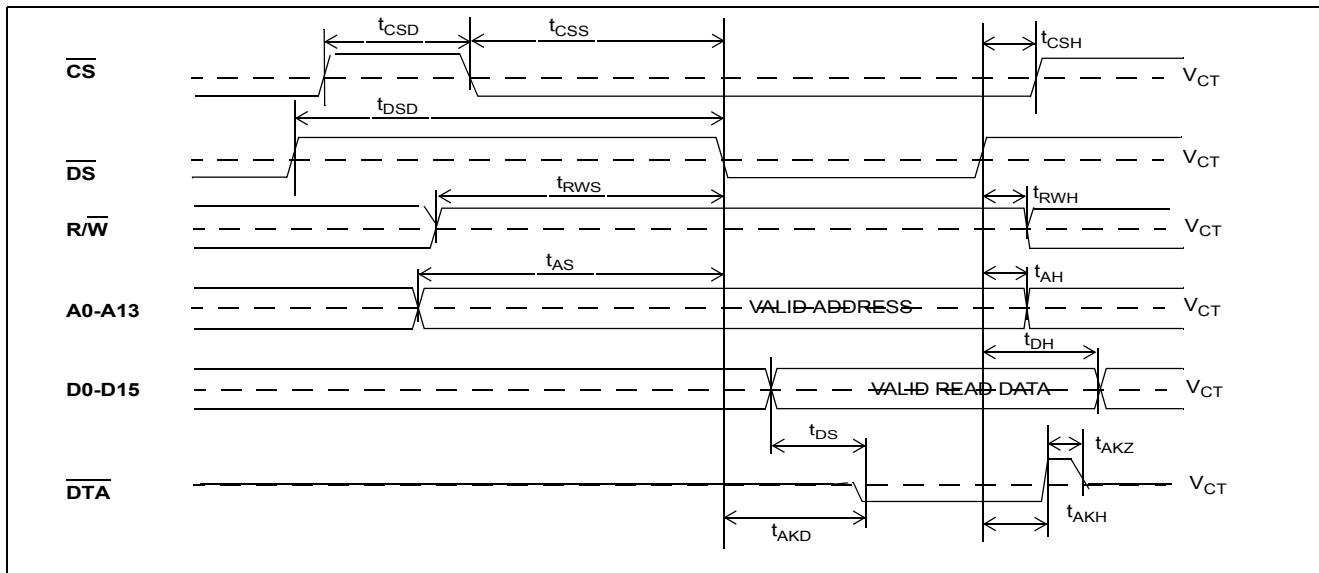 tCSD tCSS tCSH
CS VCT
tDSD
DS VCT
tRWS tRWH
R/W VCT
tAS tAH
A0-A13 VALID ADDRESS VCT
tDH
D0-D15 VALID READ DATA VCT
tDS tAKZ
DTA VCT
tAKD tAKH